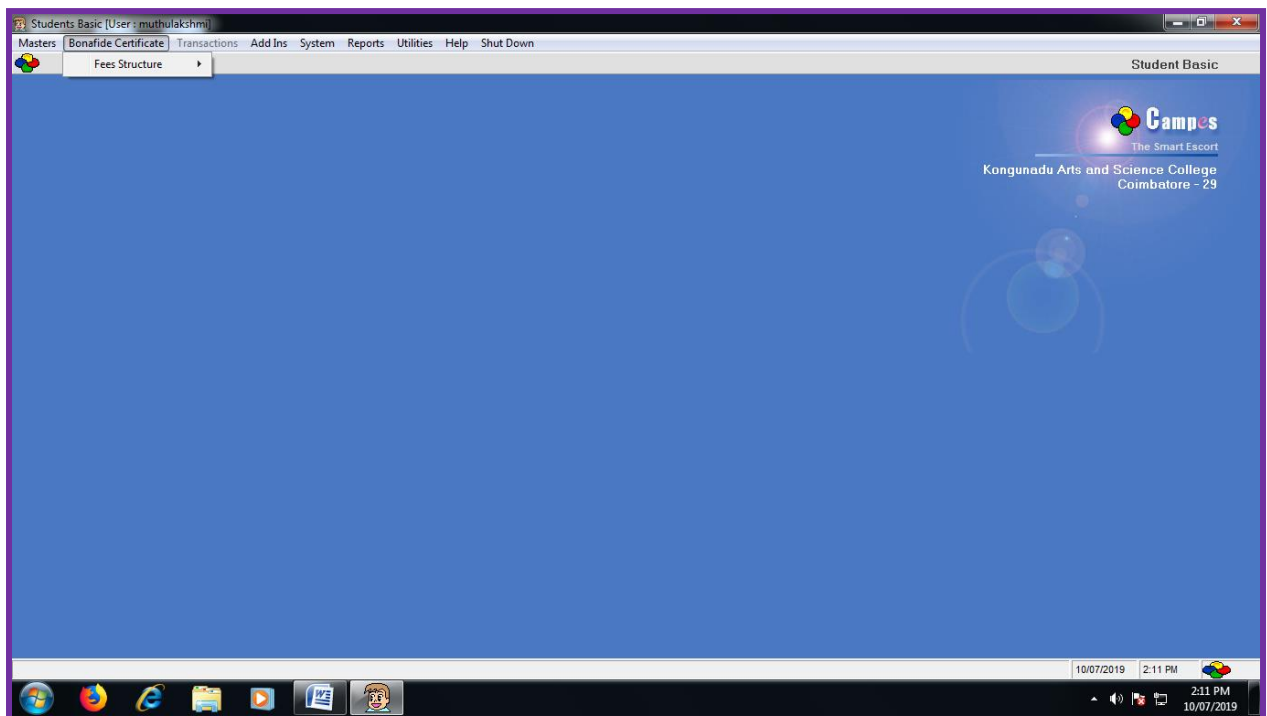 Students Basic [User : muthulakshmi]
Masters Bonafide Certificate Transactions Add Ins System Reports Utilities Help Shut Down
Fees Structure
Student Basic
Campes
The Smart Escort
Kongunadu Arts and Science College
Coimbatore - 29
10/07/2019 2:11 PM
2:11 PM
10/07/2019